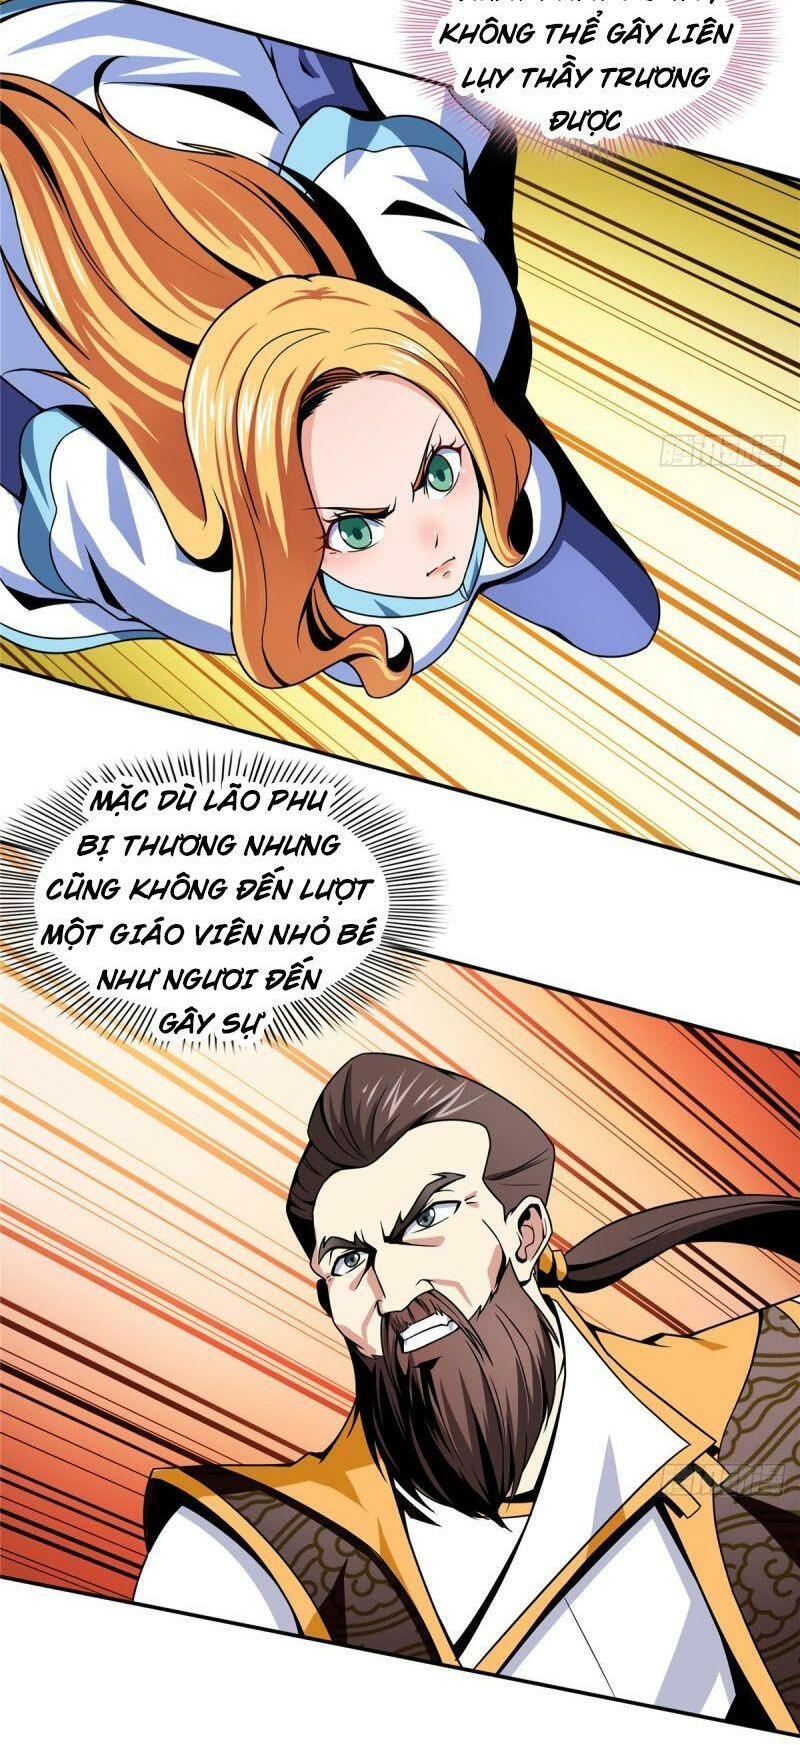 KHÔNG THỂ GÂY LIÊN
LỤY THẦY TRƯƠNG
ĐƯỢC
MẶC DÙ LÃO PHU
BỊ THƯƠNG NHƯNG
CŨNG KHÔNG ĐẾN LƯỢT
MỘT GIÁO VIÊN NHỎ BÉ
NHƯ NGƯƠI ĐẾN
GÂY SỰ